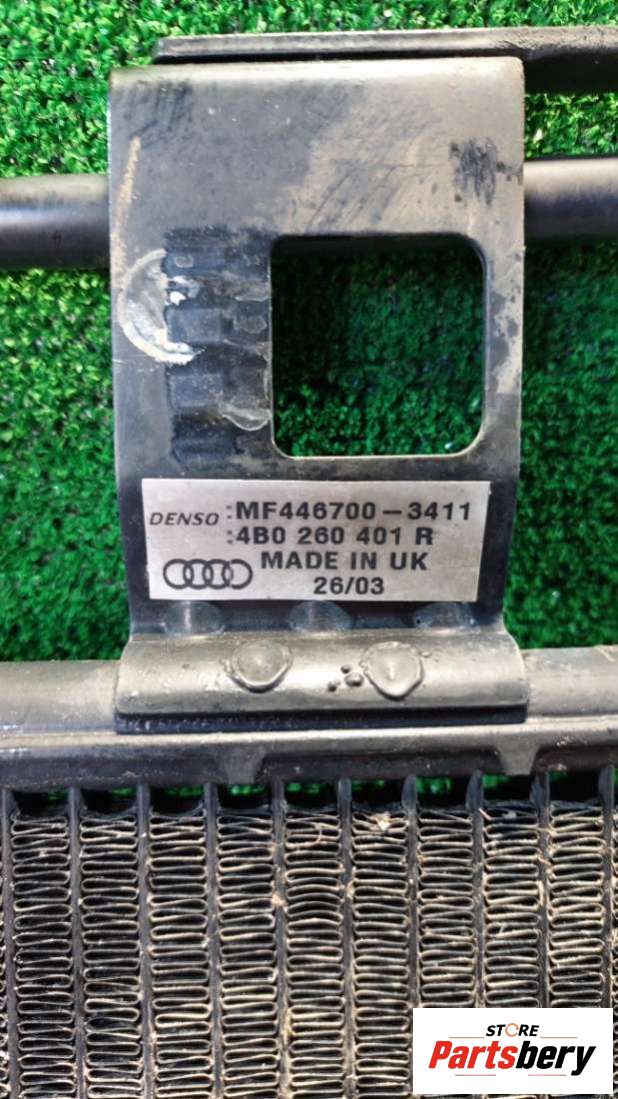 DENSO :MF446700-3411
:4B0 260 401 R
MADE IN UK
26/03
STORE
Partsbery